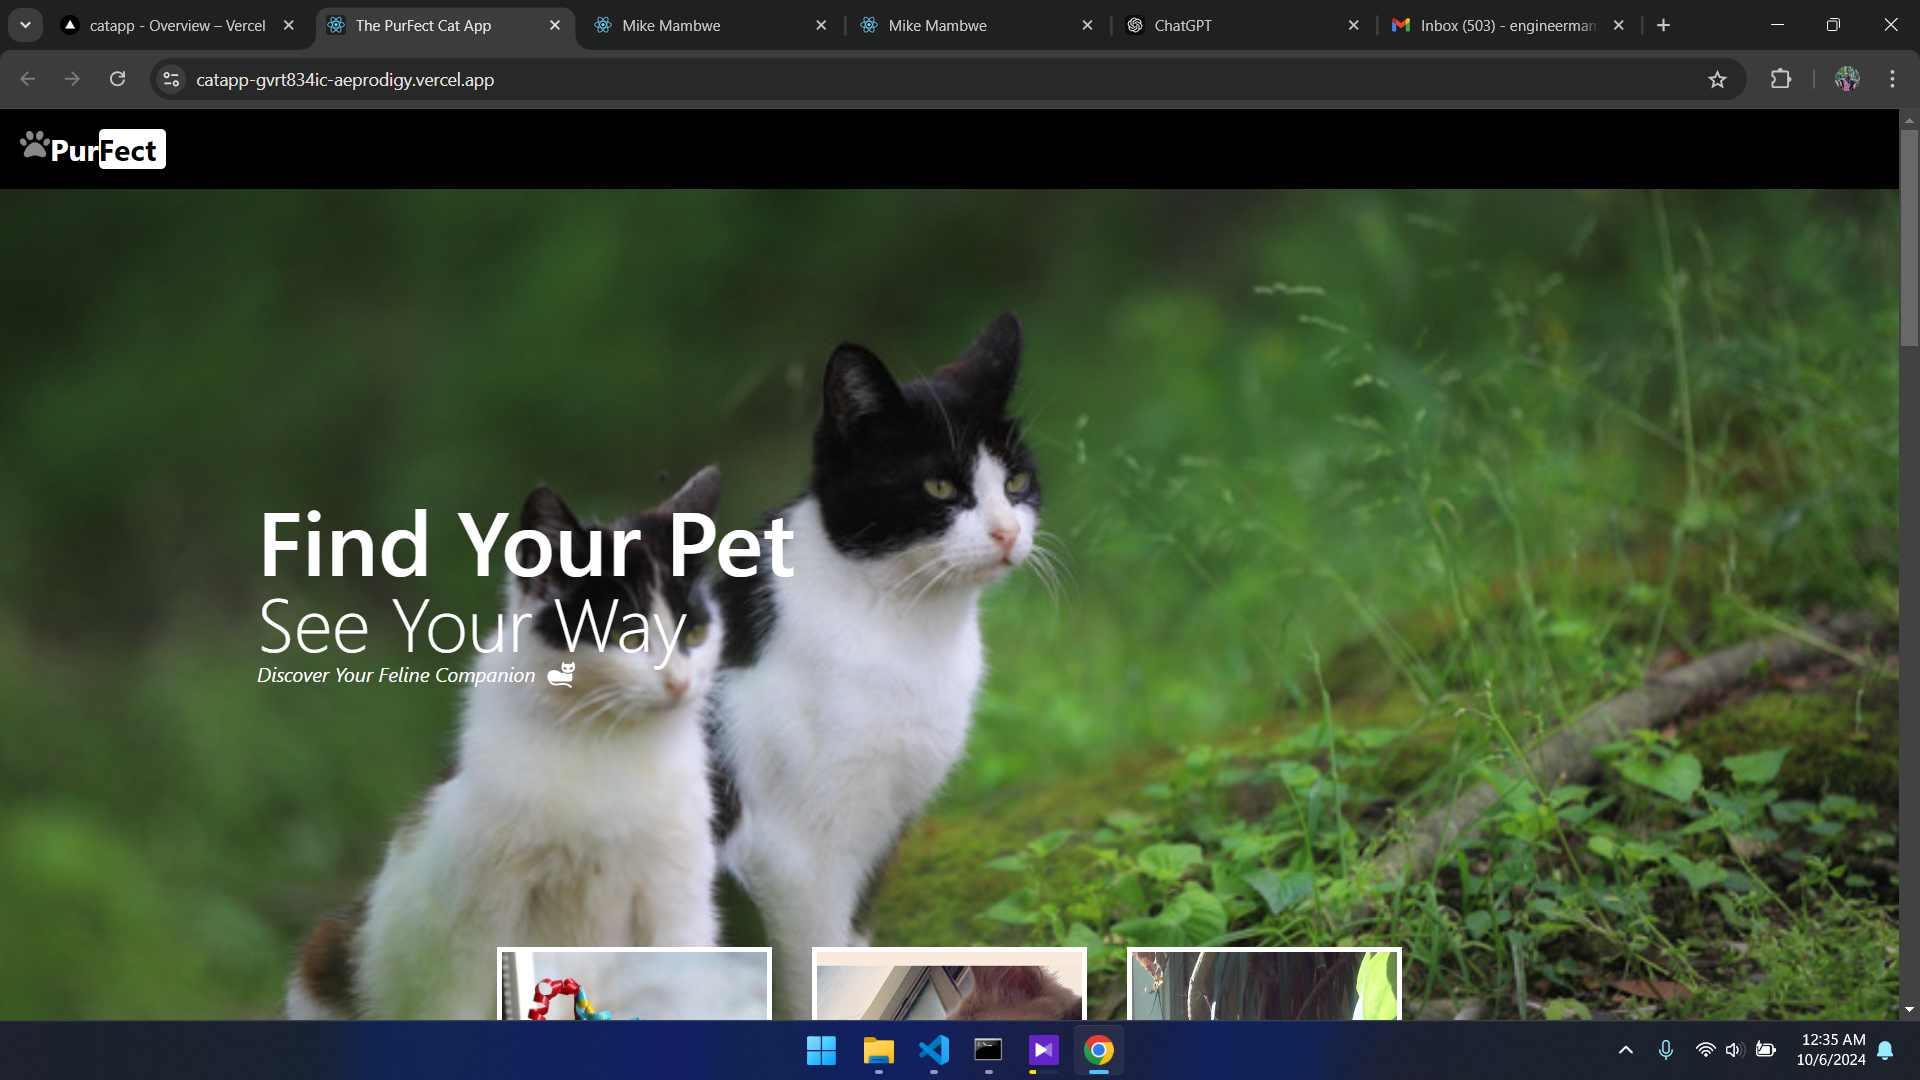 catapp - Overview – Vercel
The PurFect Cat App
Mike Mambwe
Mike Mambwe
ChatGPT
Inbox (503) - engineerman
catapp-gvrt834ic-aeprodigy.vercel.app
PurFect
Find Your Pet
See Your Way
Discover Your Feline Companion
12:35 AM
10/6/2024